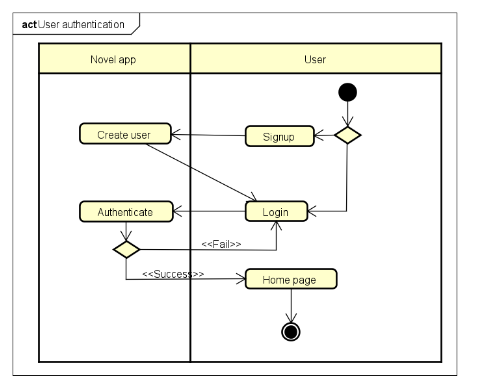 act User authentication
Novel app
User
Create user
Signup
Authenticate
Login
<<Fail>>
<<Success>>
Home page